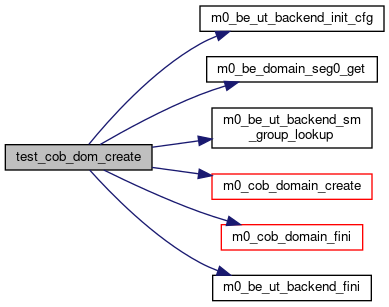 m0_be_ut_backend_init_cfg
m0_be_domain_seg0_get
m0_be_ut_backend_sm
_group_lookup
test_cob_dom_create
m0_cob_domain_create
m0_cob_domain_fini
m0_be_ut_backend_fini